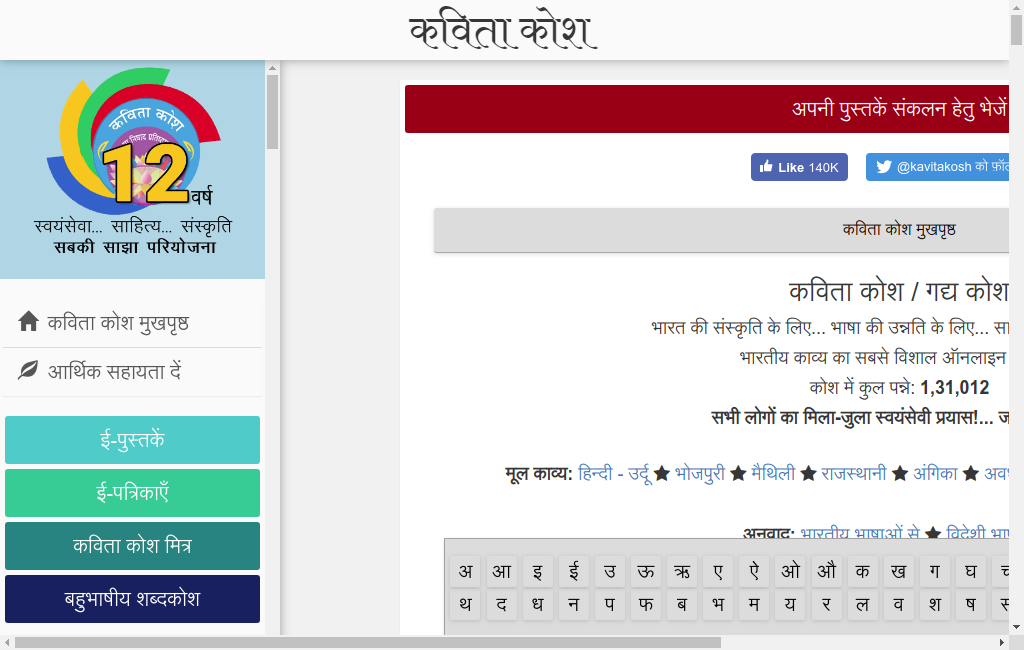 कविता कोश
कविता कोश
12 वर्ष
स्वयंसेवा... साहित्य... संस्कृति
सबकी साझा परियोजना
कविता कोश मुखपृष्ठ
आर्थिक सहायता दें
ई-पुस्तकें
ई-पत्रिकाएँ
कविता कोश मित्र
बहुभाषीय शब्दकोश
अपनी पुस्तकें संकलन हेतु भेजें
Like 140K
@kavitakosh को
कविता कोश मुखपृष्ठ
कविता कोश / गद्य कोश
भारत की संस्कृति के लिए... भाषा की उन्नति के लिए...
भारतीय काव्य का सबसे विशाल ऑनलाइन
कोश में कुल पन्ने: 1,31,012
सभी लोगों का मिला-जुला स्वयंसेवी प्रयास!...
मूल काव्य: हिन्दी - उर्दू ★ भोजपुरी ★ मैथिली ★ राजस्थानी ★ अंगिका ★
अनुवाद: भारतीय भाषाओं से ★ विदेशी
अ आ इ ई उ ऊ ऋ ए ऐ ओ औ क ख ग घ
थ द ध न प फ ब भ म य र ल व श ष